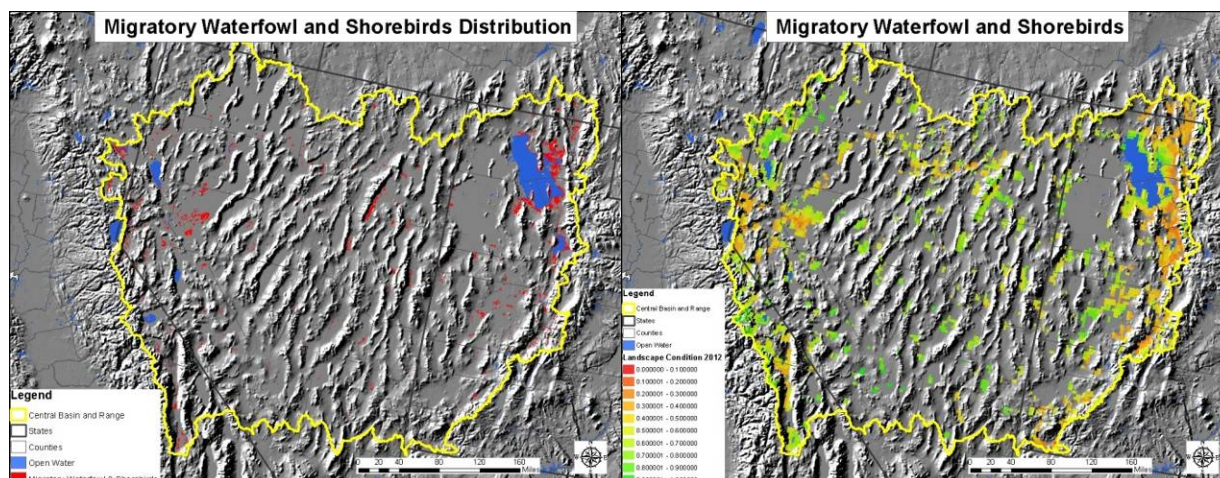 Migratory Waterfowl and Shorebirds Distribution
Legend
Central Basin and Range
States
Counties
Open Water
Migratory Waterfowl & Shorebirds
0 20 40 80 120 160
Miles
N
W
E
S
Migratory Waterfowl and Shorebirds
Legend
Central Basin and Range
States
Counties
Open Water
Landscape Condition 2012
0.000000 - 0.100000
0.100001 - 0.200000
0.200001 - 0.300000
0.300001 - 0.400000
0.400001 - 0.500000
0.500001 - 0.600000
0.600001 - 0.700000
0.700001 - 0.800000
0.800001 - 0.900000
0 20 40 80 120 160
Miles
N
W
E
S